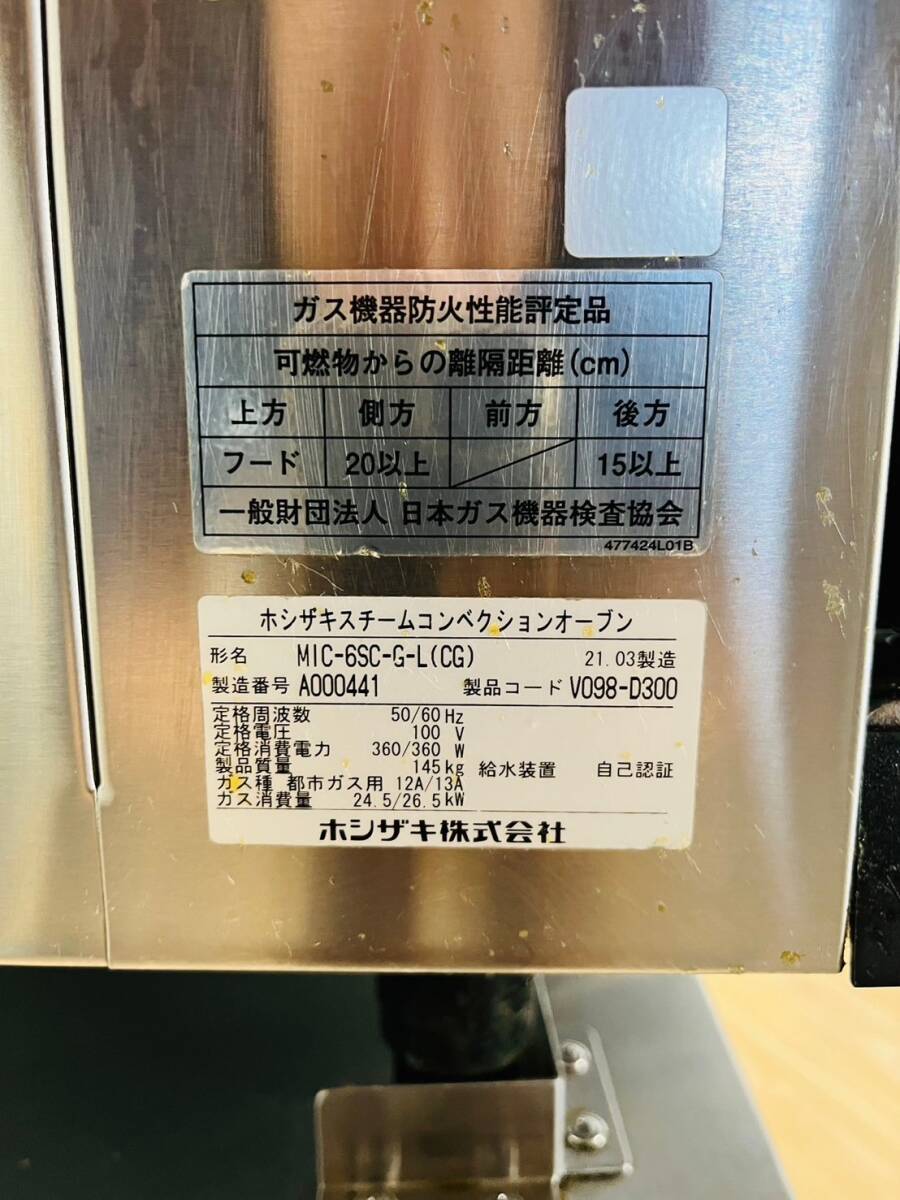 ガス機器防火性能評定品
可燃物からの離隔距離(cm)
上方 側方 前方 後方
フード 20以上 15以上
一般財団法人 日本ガス機器検査協会
477424L01B
ホシザキスチームコンベクションオーブン
形名 MIC-6SC-G-L(CG) 21.03製造
製造番号 A000441 製品コード V098-D300
定格周波数 50/60 Hz
定格電圧 100 V
定格消費電力 360/360 W
製品質量 145kg 給水装置 自己認証
ガス種 都市ガス用 12A/13A
ガス消費量 24.5/26.5kW
ホシザキ株式会社